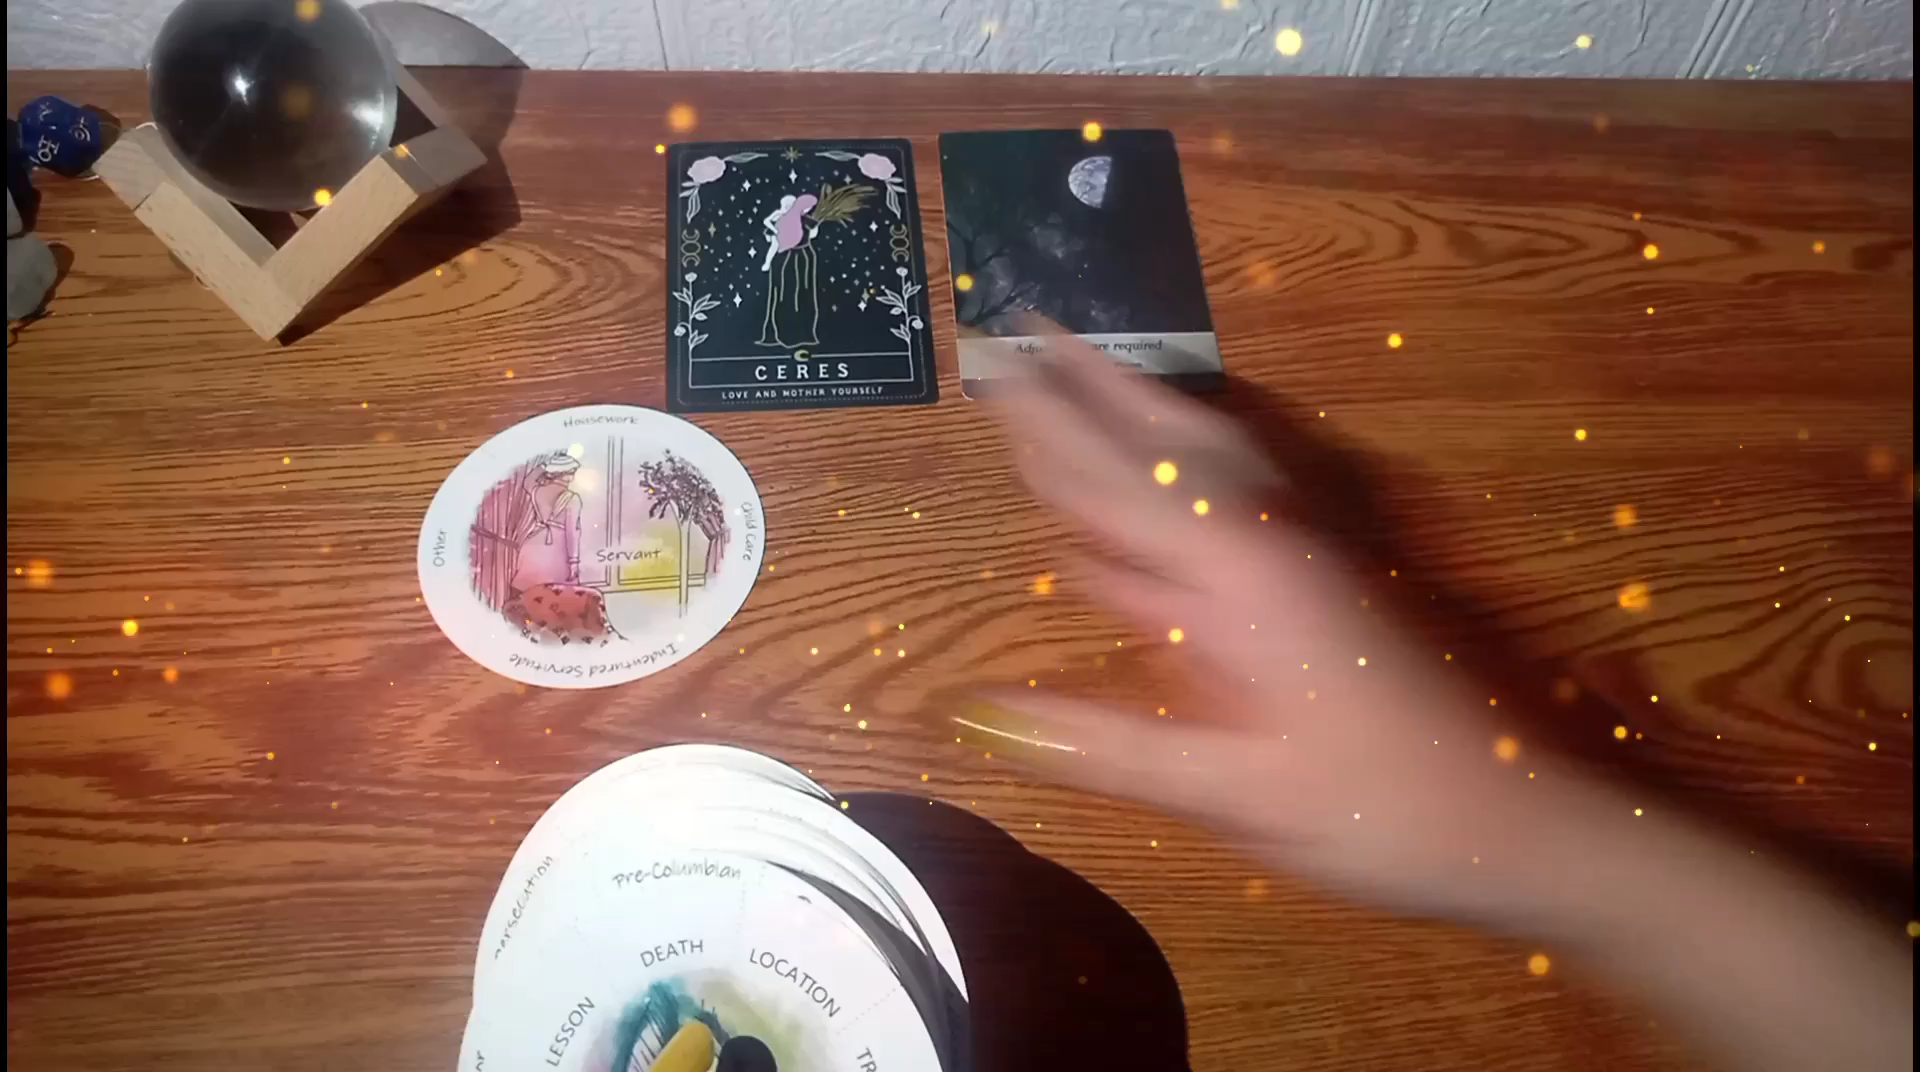 CERES
LOVE AND MOTHER YOURSELF
are required
Housework
Child Care
Servant
Other
Indentured Servitude
persecution
Pre-Columbian
DEATH
LOCATION
LESSON